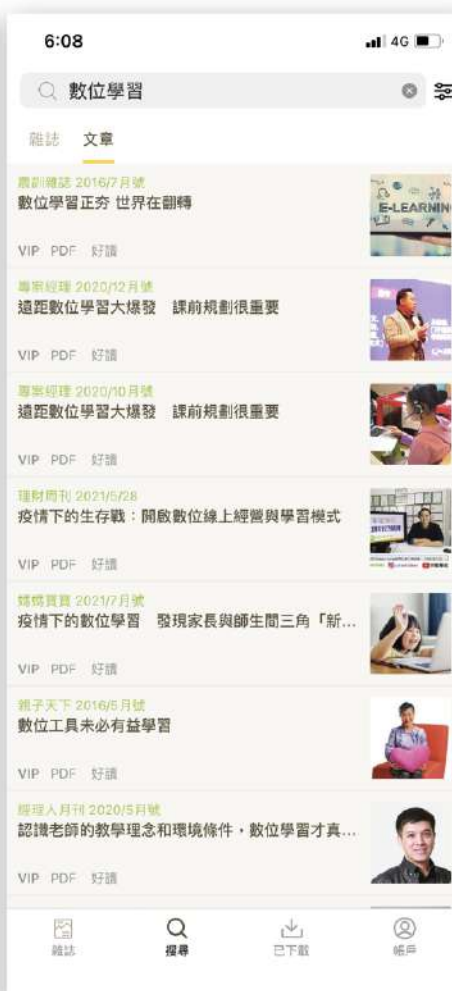 6:08
4G
數位學習
雜誌 文章
農訓雜誌 2016/7月號
數位學習正夯 世界在翻轉
VIP PDF 好讀
E-LEARNIN
專案經理 2020/12月號
遠距數位學習大爆發 課前規劃很重要
VIP PDF 好讀
專案經理 2020/10月號
遠距數位學習大爆發 課前規劃很重要
VIP PDF 好讀
理財周刊 2021/5/28
疫情下的生存戰：開啟數位線上經營與學習模式
VIP PDF 好讀
媽媽寶寶 2021/7月號
疫情下的數位學習 發現家長與師生間三角「新...
VIP PDF 好讀
親子天下 2016/5月號
數位工具未必有益學習
VIP PDF 好讀
經理人月刊 2020/5月號
認識老師的教學理念和環境條件，數位學習才真...
VIP PDF 好讀
雜誌 搜尋 已下載 帳戶